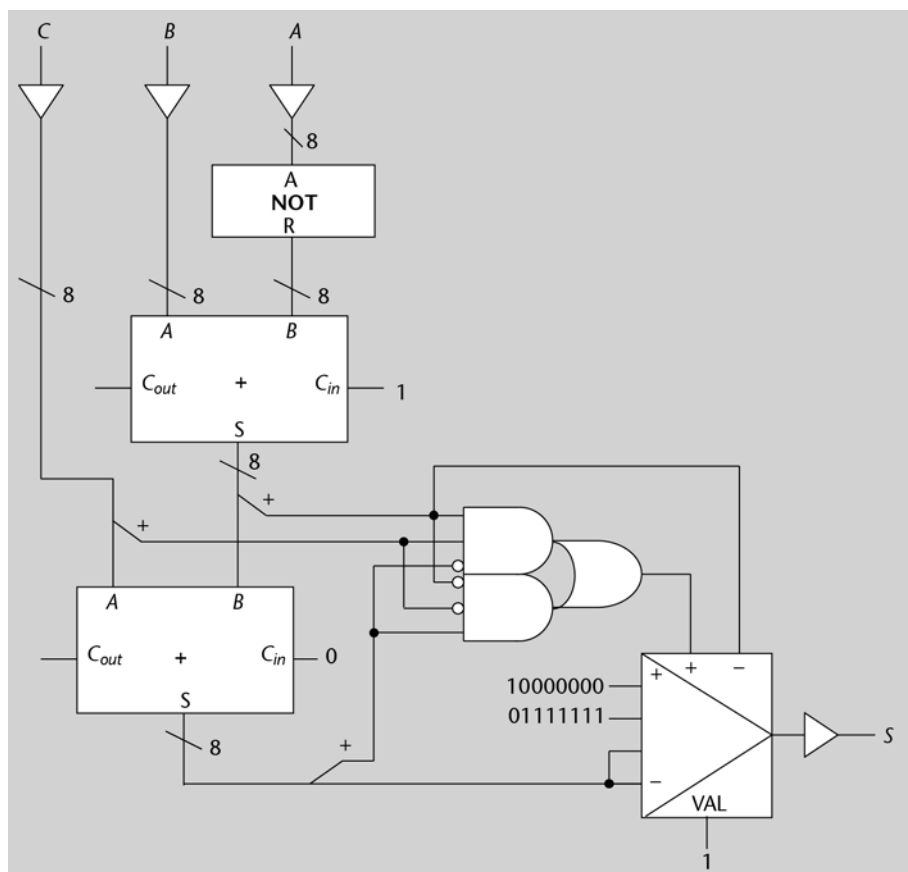 C B A
8
A
NOT
R
8 8 8
A B
Cout + Cin 1
S
8
+
+
A B
Cout + Cin 0
S
8
+
+ + −
10000000
01111111
−
VAL
S
1